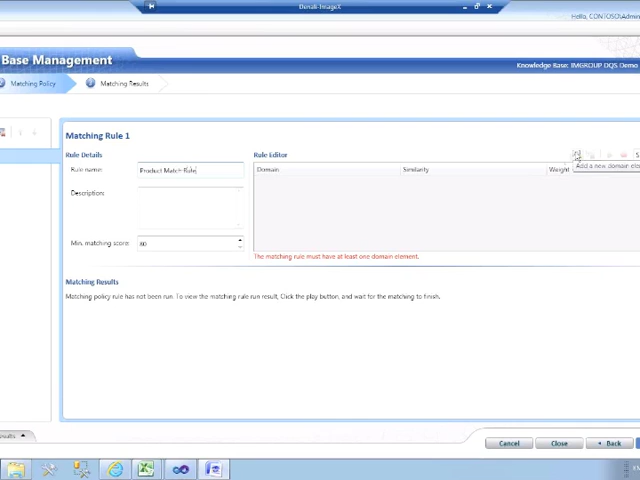 Denali-ImageX
Hello, CONTOSO\Admin
Base Management
Knowledge Base: IMGROUP DQS Demo
Matching Policy
Matching Results
Matching Rule 1
Rule Details
Rule Editor
Rule name:
Product Match Rule
Domain
Similarity
Weight
Add a new domain ele
Description:
Min. matching score:
80
The matching rule must have at least one domain element.
Matching Results
Matching policy rule has not been run. To view the matching rule run result, Click the play button, and wait for the matching to finish.
Cancel
Close
Back